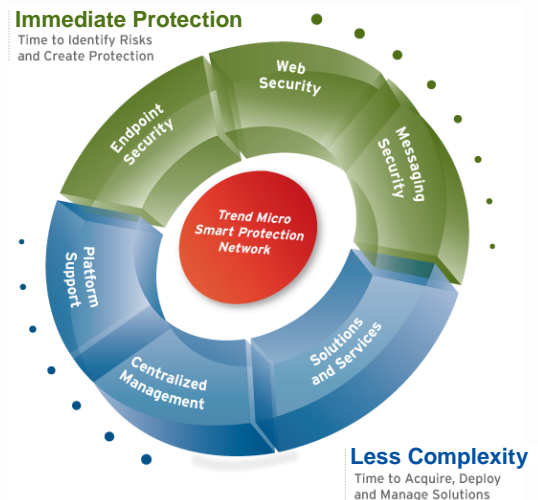 Immediate Protection
Time to Identify Risks
and Create Protection
Web
Security
Endpoint
Security
Messaging
Security
Trend Micro
Smart Protection
Network
Platform
Support
Solutions
and Services
Centralized
Management
Less Complexity
Time to Acquire, Deploy
and Manage Solutions